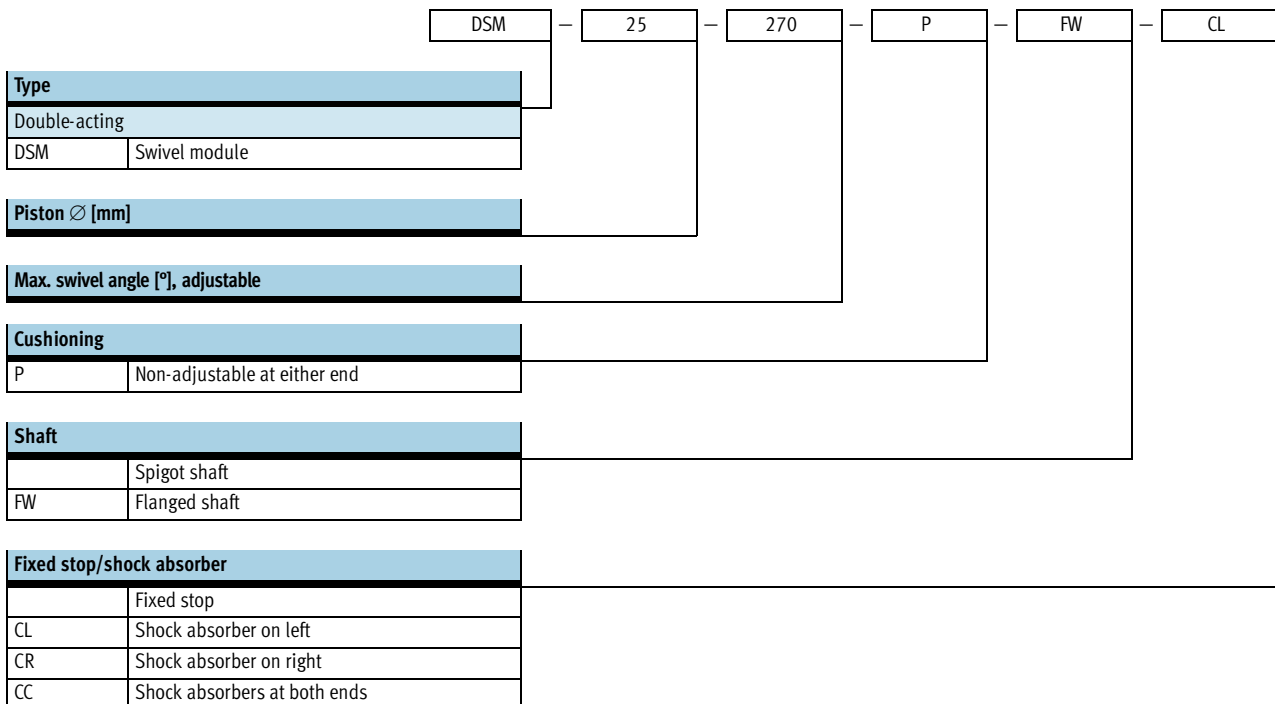 DSM – 25 – 270 – P – FW – CL
Type
Double-acting
DSM Swivel module
Piston ∅ [mm]
Max. swivel angle [º], adjustable
Cushioning
P Non-adjustable at either end
Shaft
Spigot shaft
FW Flanged shaft
Fixed stop/shock absorber
Fixed stop
CL Shock absorber on left
CR Shock absorber on right
CC Shock absorbers at both ends